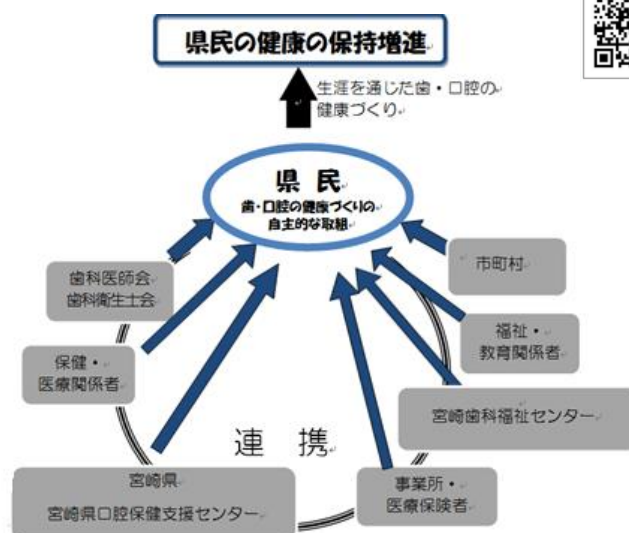 県民の健康の保持増進
生涯を通じた歯・口腔の
健康づくり
県 民
歯・口腔の健康づくりの
自主的な取組
歯科医師会
歯科衛生士会
市町村
保健・
医療関係者
福祉・
教育関係者
宮崎歯科福祉センター
連 携
宮崎県
宮崎県口腔保健支援センター
事業所・
医療保険者